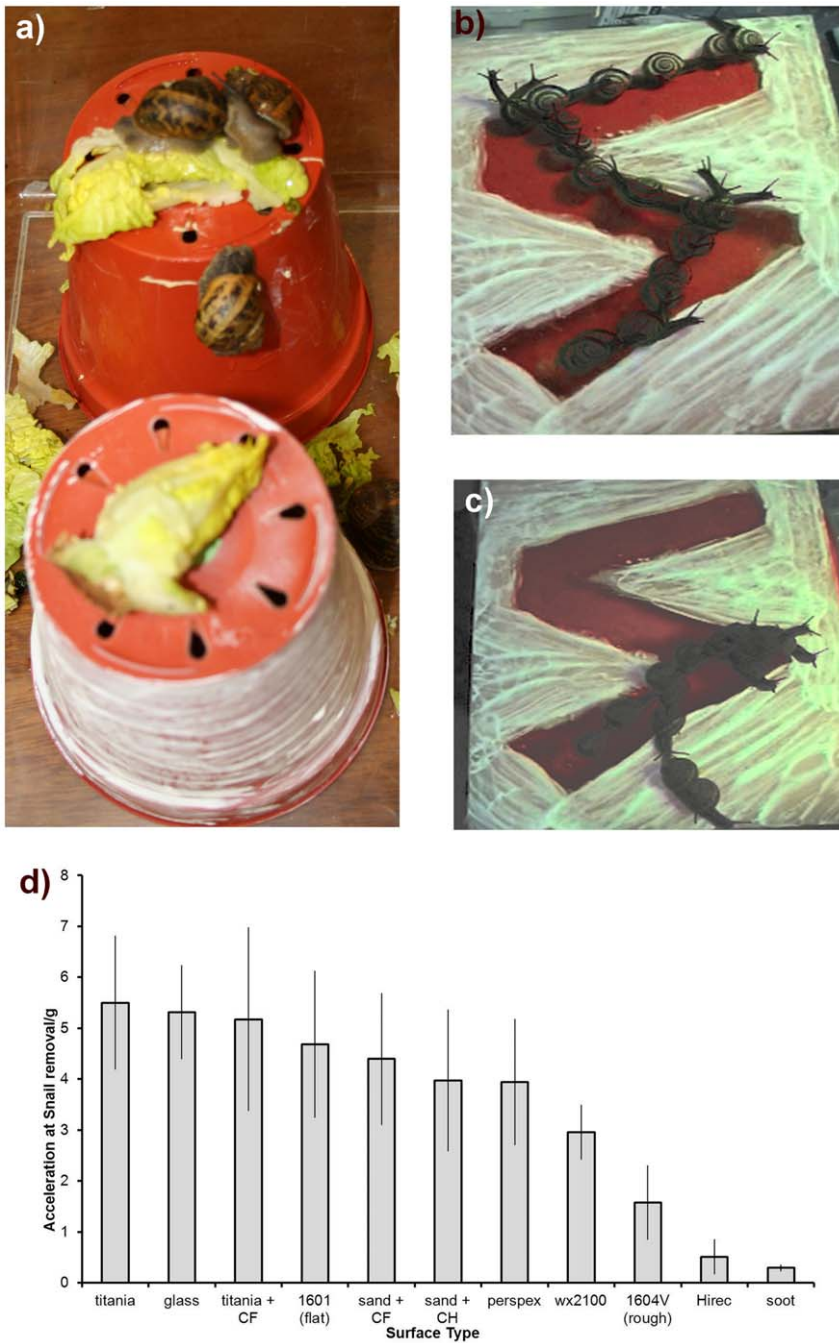 a)
b)
c)
d)
Acceleration at Snail removal/g
8
7
6
5
4
3
2
1
0
titania glass titania + 1601 sand + sand + perspex wx2100 1604V Hirec soot
CF (flat) CF CH (rough)
Surface Type